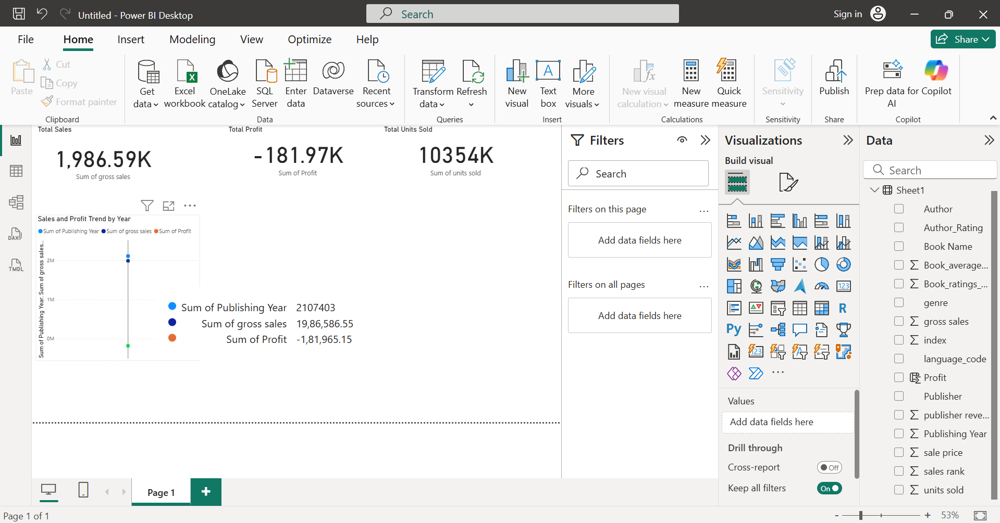 Untitled - Power BI Desktop
Search
Sign in
File Home Insert Modeling View Optimize Help
Share
Paste
Cut
Copy
Format painter
Clipboard
Get data
Excel workbook
OneLake catalog
SQL Server
Enter data
Dataverse
Recent sources
Data
Transform data
Refresh
Queries
New visual
A
Text box
More visuals
Insert
fx
New visual calculation
New measure
Quick measure
Calculations
Sensitivity
Sensitivity
Publish
Share
Prep data for AI
Copilot
Copilot
DAX
TMDL
Total Sales
1,986.59K
Sum of gross sales
Total Profit
-181.97K
Sum of Profit
Total Units Sold
10354K
Sum of units sold
Sales and Profit Trend by Year
Sum of Publishing Year Sum of gross sales Sum of Profit
Sum of Publishing Year, Sum of gross sales...
2M
1M
0M
Sum of Publishing Year 2107403
Sum of gross sales 19,86,586.55
Sum of Profit -1,81,965.15
Filters
Search
Filters on this page ...
Add data fields here
Filters on all pages ...
Add data fields here
Visualizations
Build visual
123
R
Py
123
...
Values
Add data fields here
Drill through
Cross-report Off
Keep all filters On
Data
Search
Sheet1
Author
Author_Rating
Book Name
Book_average...
Book_ratings_...
genre
gross sales
index
language_code
Profit
Publisher
publisher reve...
Publishing Year
sale price
sales rank
units sold
Page 1
Page 1 of 1
- + 53%